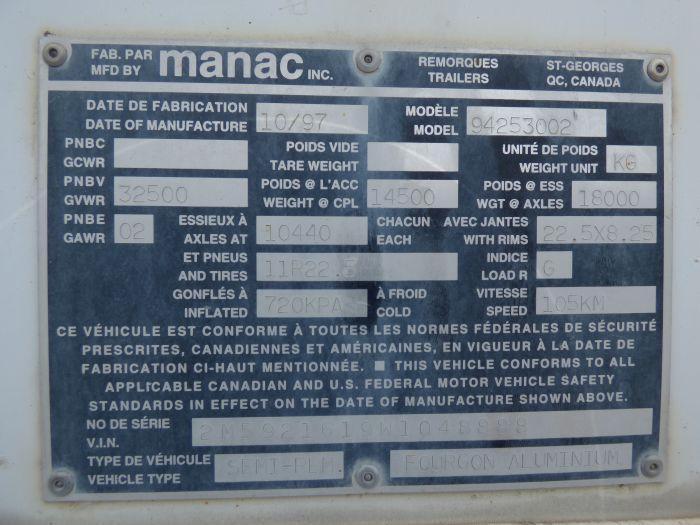 FAB. PAR MFD BY manac INC. REMORQUES TRAILERS ST-GEORGES QC, CANADA
DATE DE FABRICATION
DATE OF MANUFACTURE 10/97
MODÈLE
MODEL 94253002
PNBC
GCWR
POIDS VIDE
TARE WEIGHT
UNITÉ DE POIDS
WEIGHT UNIT KG
PNBV
GVWR 32500
POIDS @ L'ACC
WEIGHT @ CPL 14500
POIDS @ ESS
WGT @ AXLES 18000
PNBE
GAWR 02
ESSIEUX À
AXLES AT 10440
CHACUN
EACH
AVEC JANTES
WITH RIMS 22.5X8.25
ET PNEUS
AND TIRES 11R22.5
INDICE
LOAD R G
GONFLÉS À
INFLATED 720KPA
À FROID
COLD
VITESSE
SPEED 105KM
CE VÉHICULE EST CONFORME À TOUTES LES NORMES FÉDÉRALES DE SÉCURITÉ
PRESCRITES, CANADIENNES ET AMÉRICAINES, EN VIGUEUR À LA DATE DE
FABRICATION CI-HAUT MENTIONNÉE. ■ THIS VEHICLE CONFORMS TO ALL
APPLICABLE CANADIAN AND U.S. FEDERAL MOTOR VEHICLE SAFETY
STANDARDS IN EFFECT ON THE DATE OF MANUFACTURE SHOWN ABOVE.
NO DE SÉRIE
V.I.N. 2M5921619W1048888
TYPE DE VÉHICULE
VEHICLE TYPE SEMI-REM. FOURGON ALUMINIUM